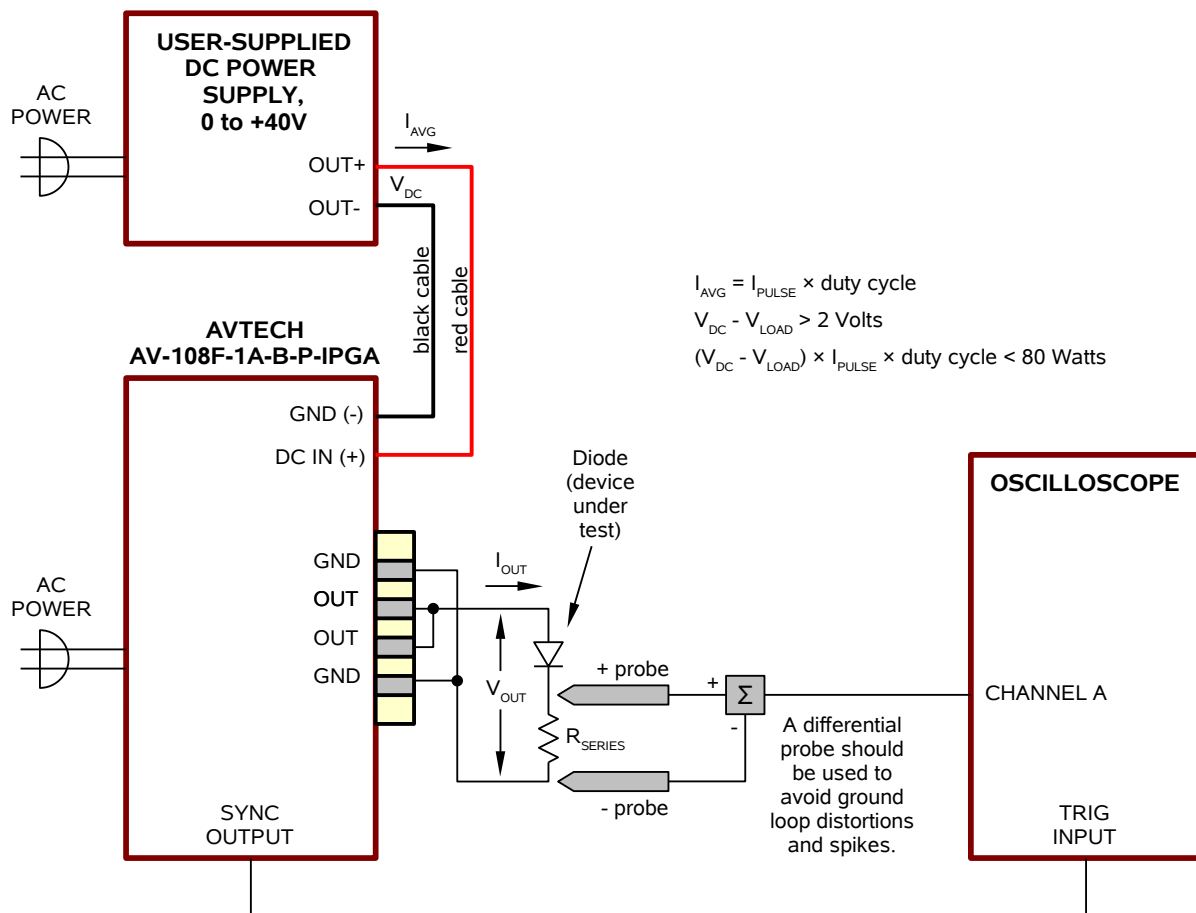 USER-SUPPLIED
DC POWER
SUPPLY,
0 to +40V
AC
POWER
I_AVG
OUT+
V_DC
OUT-
black cable
red cable
I_AVG = I_PULSE × duty cycle
V_DC - V_LOAD > 2 Volts
(V_DC - V_LOAD) × I_PULSE × duty cycle < 80 Watts
AVTECH
AV-108F-1A-B-P-IPGA
GND (-)
DC IN (+)
Diode
(device
under
test)
OSCILLOSCOPE
GND
OUT
OUT
GND
I_OUT
AC
POWER
V_OUT
+ probe
+
Σ
-
CHANNEL A
R_SERIES
- probe
A differential
probe should
be used to
avoid ground
loop distortions
and spikes.
SYNC
OUTPUT
TRIG
INPUT